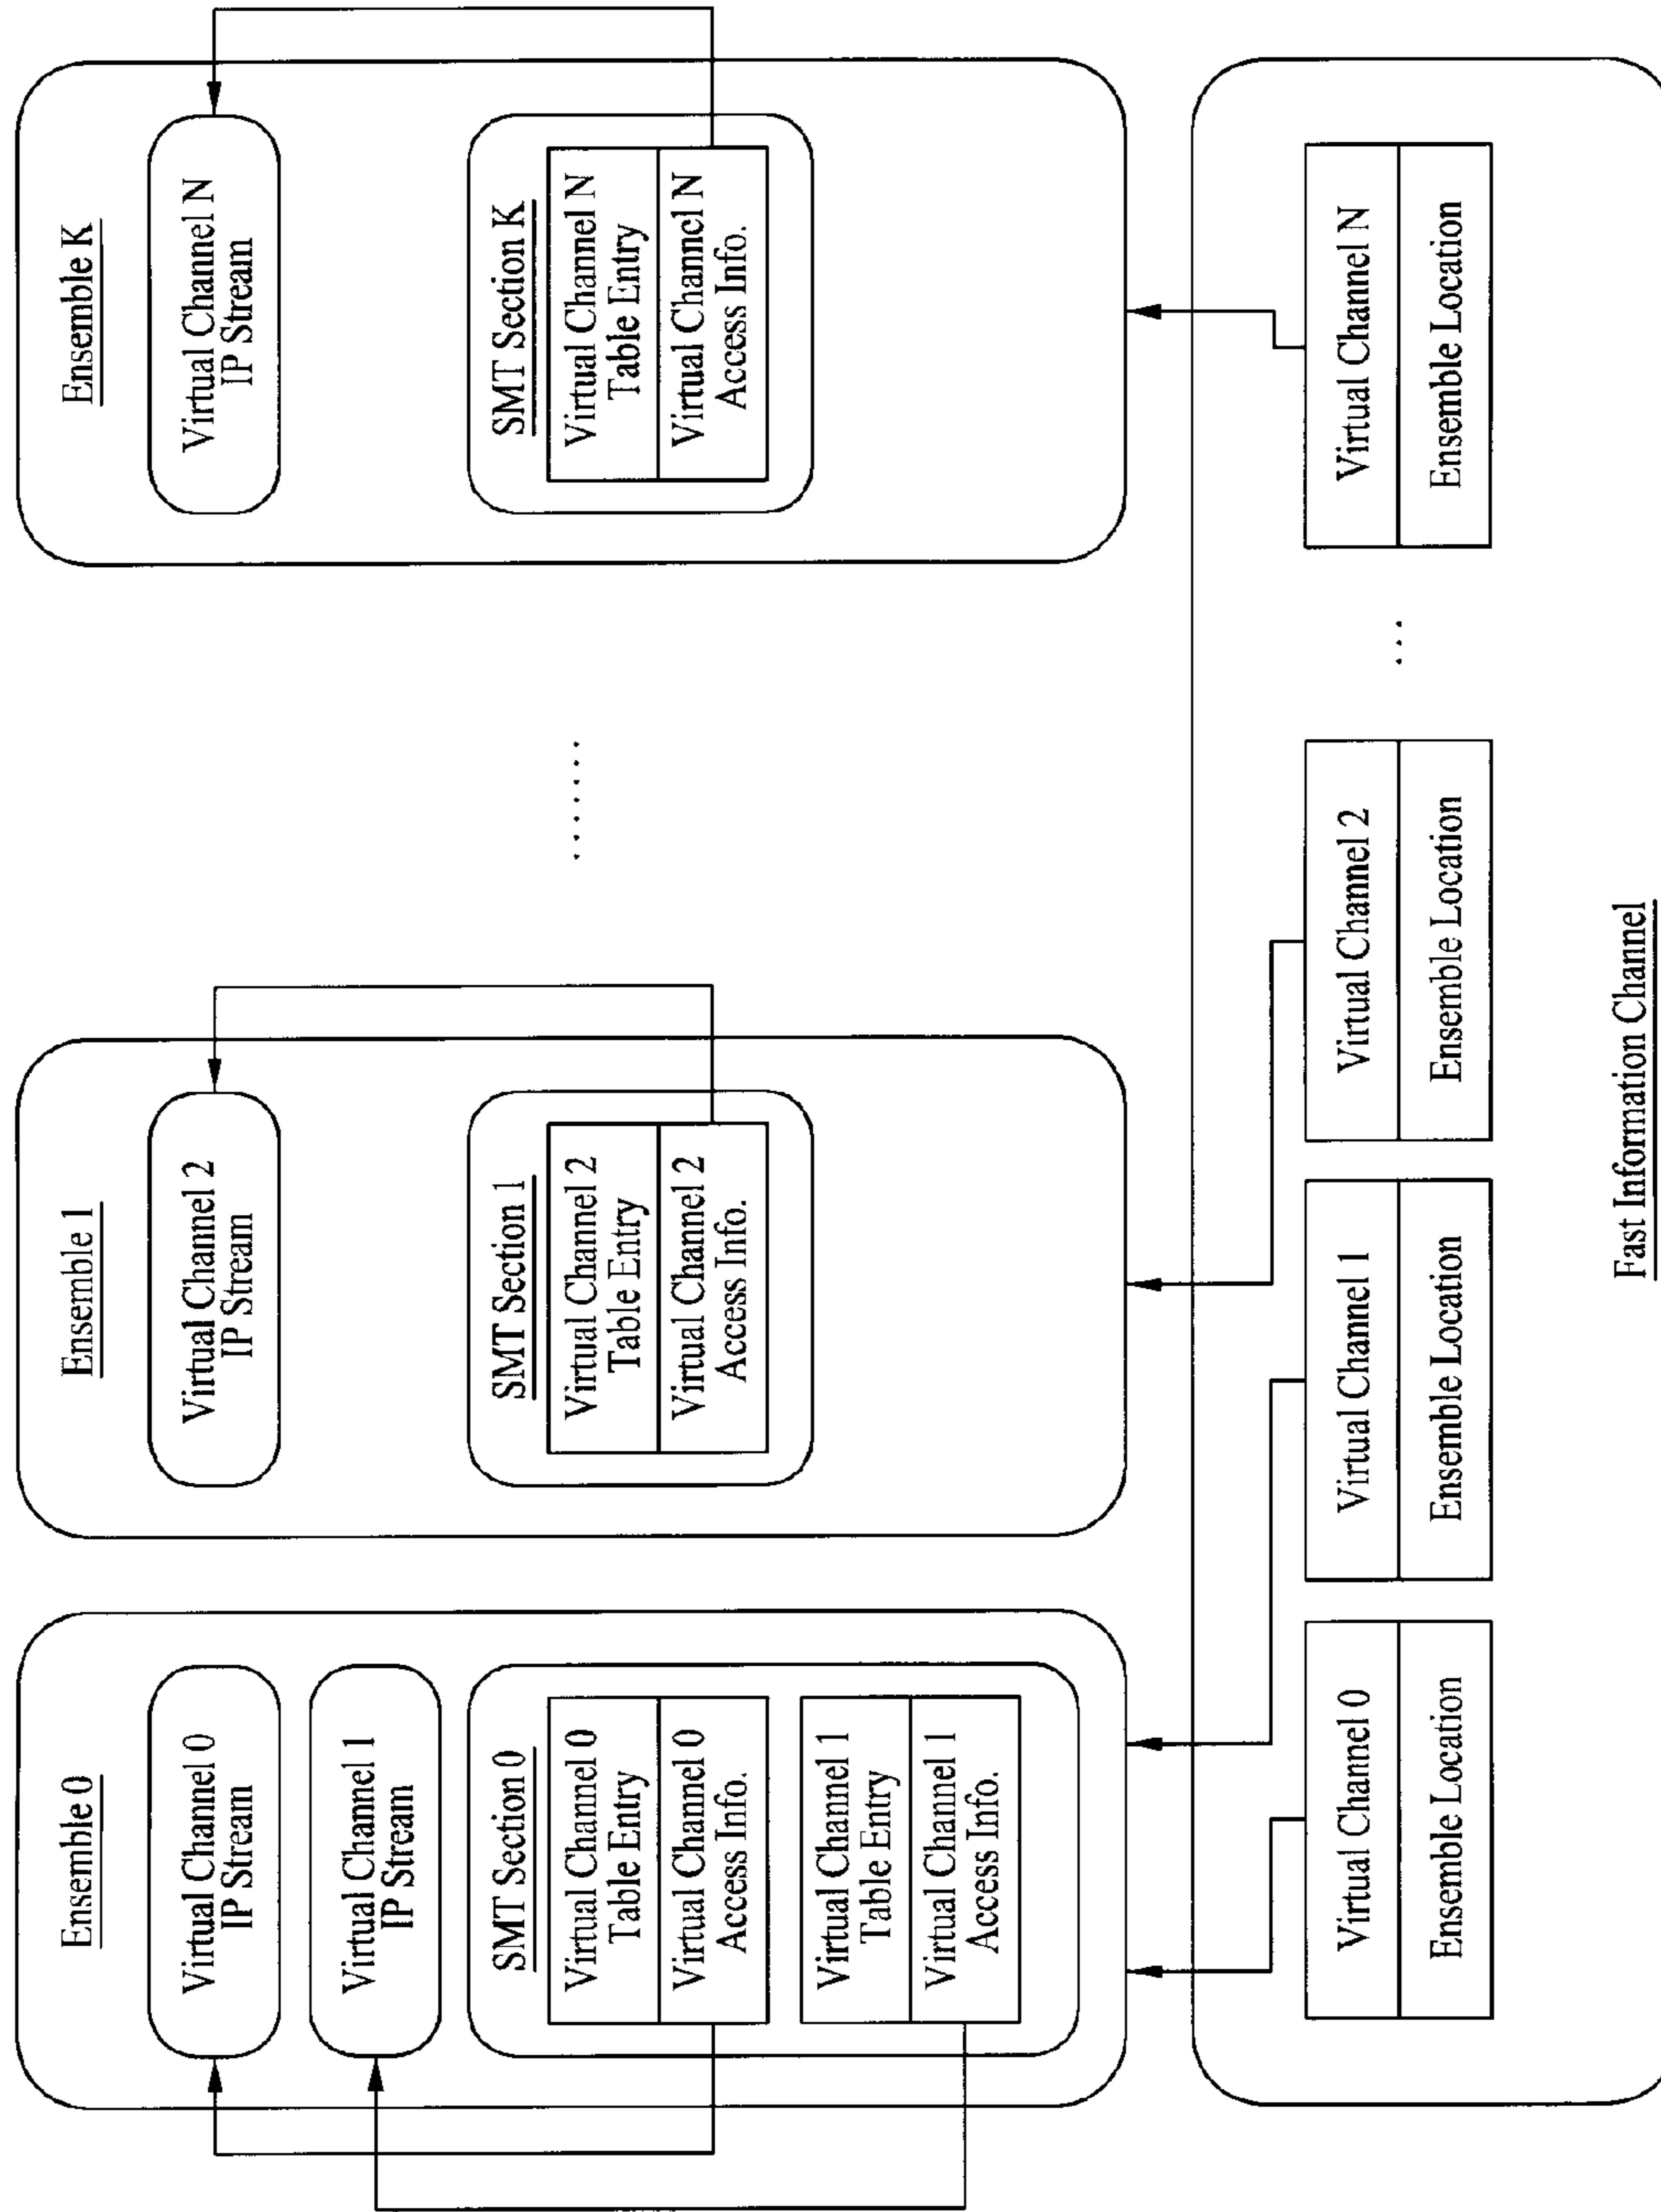 Ensemble 0
Virtual Channel 0
IP Stream
Virtual Channel 1
IP Stream
SMT Section 0
Virtual Channel 0
Table Entry
Virtual Channel 0
Access Info.
Virtual Channel 1
Table Entry
Virtual Channel 1
Access Info.
Ensemble 1
Virtual Channel 2
IP Stream
SMT Section 1
Virtual Channel 2
Table Entry
Virtual Channel 2
Access Info.
.......
Ensemble K
Virtual Channel N
IP Stream
SMT Section K
Virtual Channel N
Table Entry
Virtual Channel N
Access Info.
Virtual Channel 0
Ensemble Location
Virtual Channel 1
Ensemble Location
Virtual Channel 2
Ensemble Location
...
Virtual Channel N
Ensemble Location
Fast Information Channel